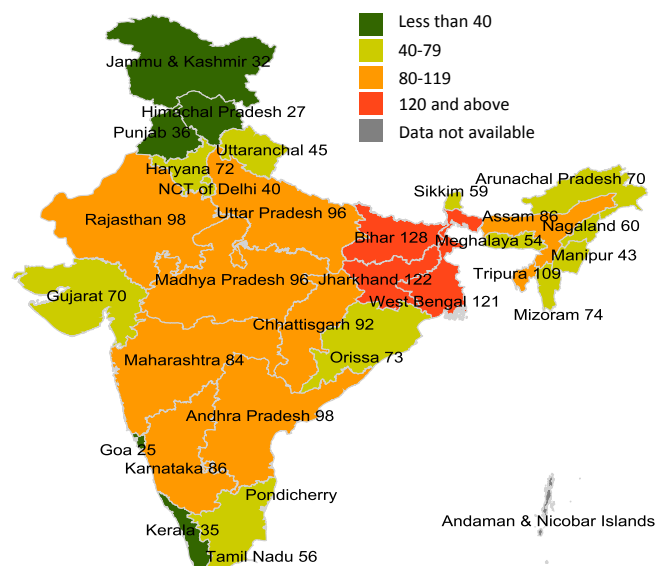 Less than 40
40-79
80-119
120 and above
Data not available
Jammu & Kashmir 32
Himachal Pradesh 27
Punjab 36
Uttaranchal 45
Haryana 72
NCT of Delhi 40
Arunachal Pradesh 70
Sikkim 59
Rajasthan 98
Uttar Pradesh 96
Assam 86
Nagaland 60
Bihar 128
Meghalaya 54
Manipur 43
Tripura 109
Madhya Pradesh 96
Jharkhand 122
Gujarat 70
West Bengal 121
Mizoram 74
Chhattisgarh 92
Maharashtra 84
Orissa 73
Andhra Pradesh 98
Goa 25
Karnataka 86
Pondicherry
Andaman & Nicobar Islands
Kerala 35
Tamil Nadu 56